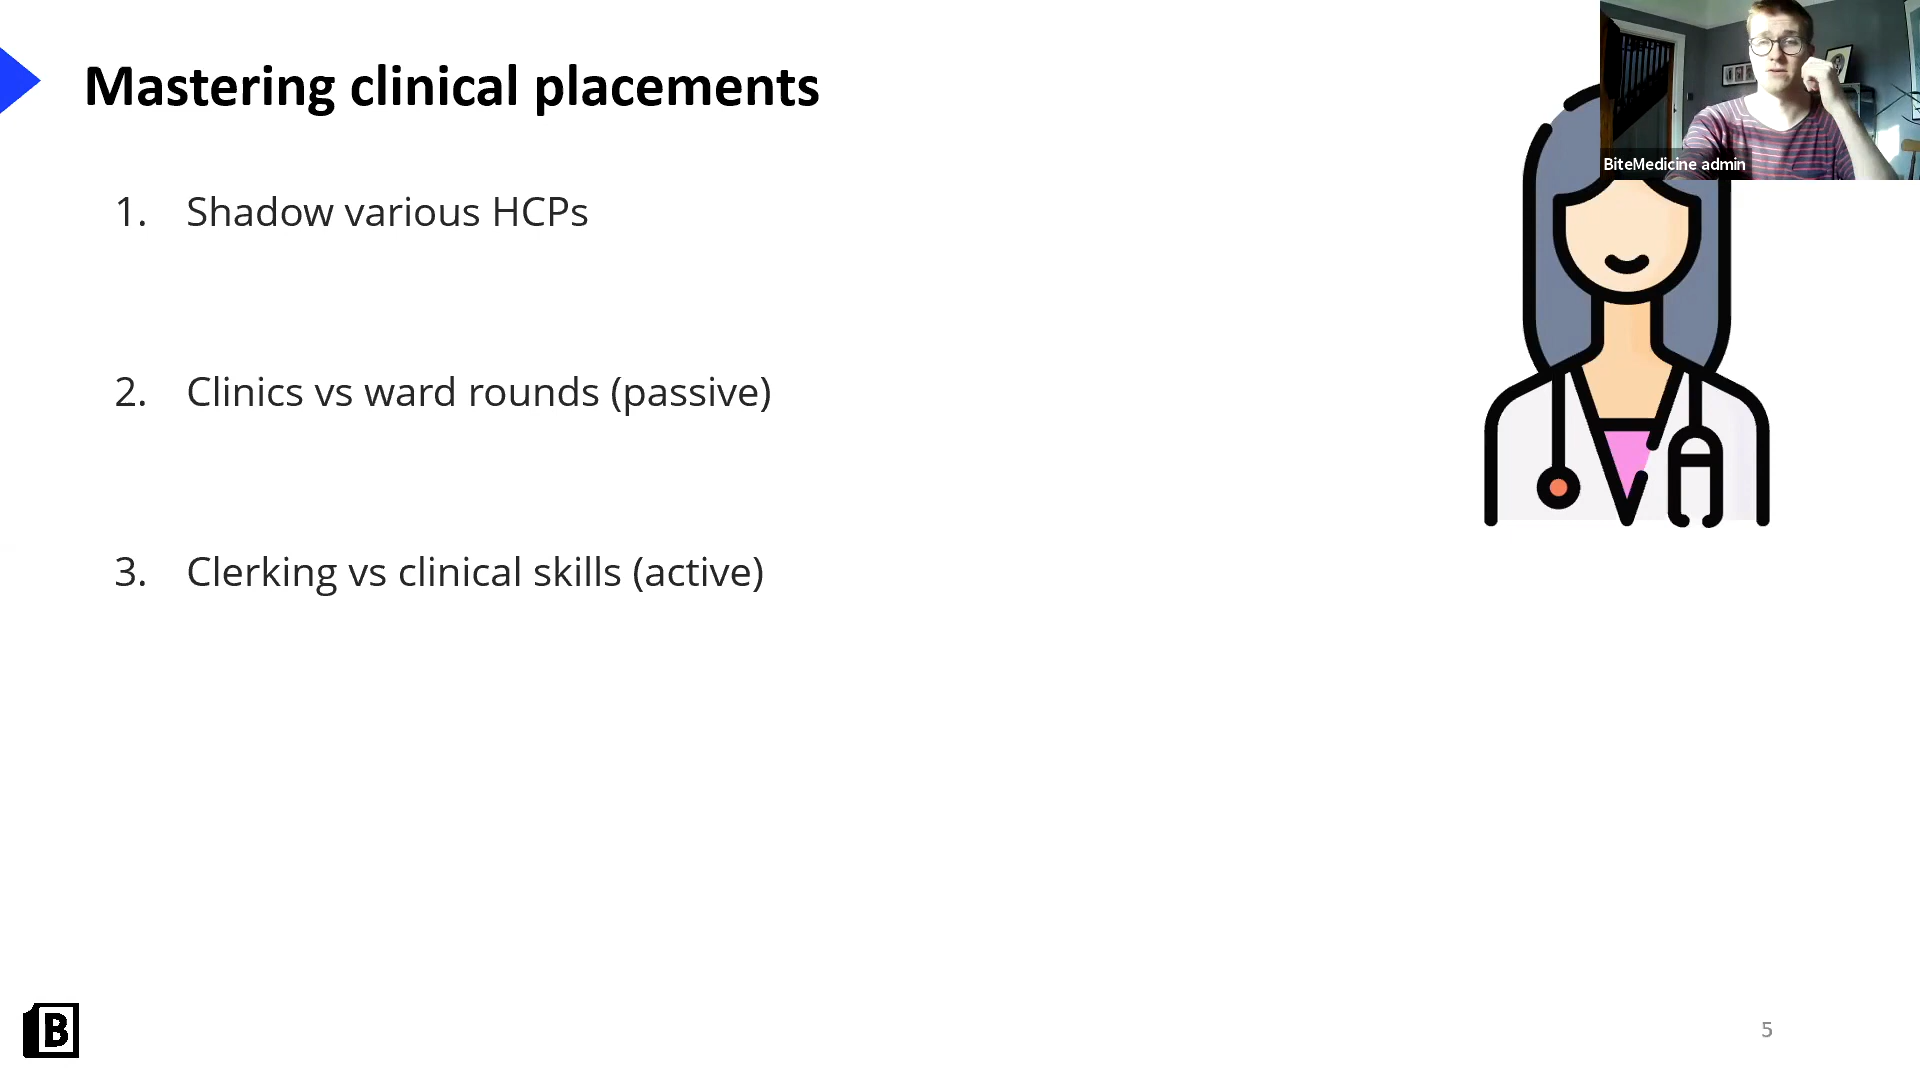 Mastering clinical placements
BiteMedicine admin
1. Shadow various HCPs
2. Clinics vs ward rounds (passive)
3. Clerking vs clinical skills (active)
B
5